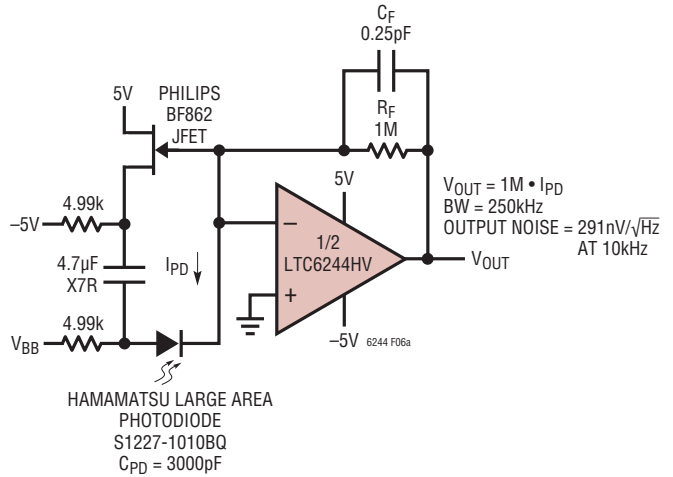 CF
0.25pF
5V
PHILIPS
BF862
JFET
RF
1M
4.99k
–5V
4.7µF
X7R
IPD
5V
–
1/2
LTC6244HV
+
VOUT = 1M • IPD
BW = 250kHz
OUTPUT NOISE = 291nV/√Hz
AT 10kHz
VOUT
4.99k
VBB
–5V
6244 F06a
HAMAMATSU LARGE AREA
PHOTODIODE
S1227-1010BQ
CPD = 3000pF